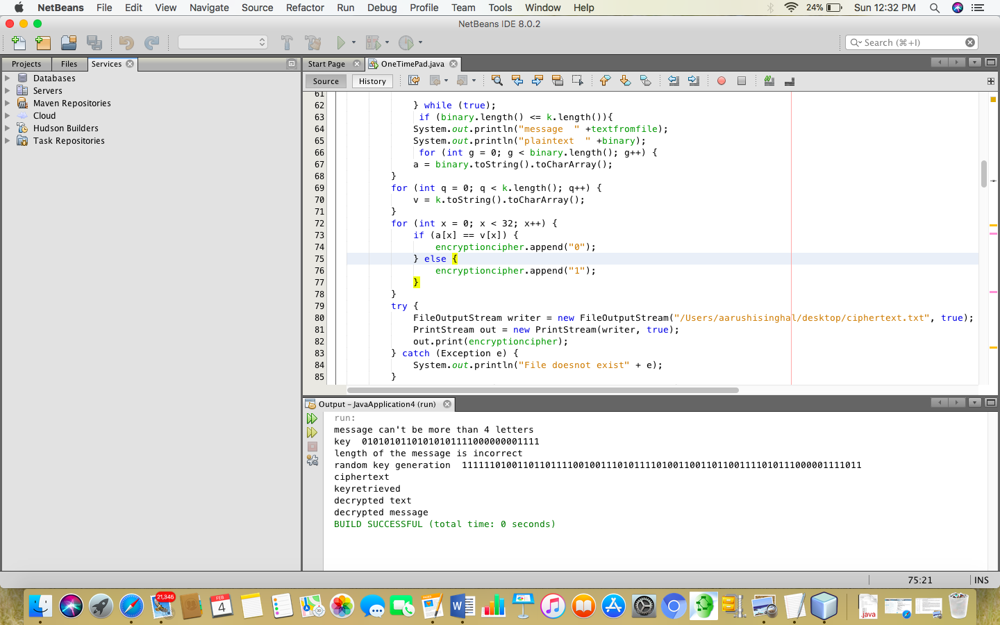 NetBeans File Edit View Navigate Source Refactor Run Debug Profile Team Tools Window Help 24% Sun 12:32 PM
NetBeans IDE 8.0.2
Search (⌘+I)
Projects Files Services
Databases
Servers
Maven Repositories
Cloud
Hudson Builders
Task Repositories
Start Page OneTimePad.java
Source History
61
62 } while (true);
63 if (binary.length() <= k.length()){
64 System.out.println("message  " +textfromfile);
65 System.out.println("plaintext  " +binary);
66 for (int g = 0; g < binary.length(); g++) {
67 a = binary.toString().toCharArray();
68 }
69 for (int q = 0; q < k.length(); q++) {
70 v = k.toString().toCharArray();
71 }
72 for (int x = 0; x < 32; x++) {
73 if (a[x] == v[x]) {
74 encryptioncipher.append("0");
75 } else {
76 encryptioncipher.append("1");
77 }
78 }
79 try {
80 FileOutputStream writer = new FileOutputStream("/Users/aarushisinghal/desktop/ciphertext.txt", true);
81 PrintStream out = new PrintStream(writer, true);
82 out.print(encryptioncipher);
83 } catch (Exception e) {
84 System.out.println("File doesnot exist" + e);
85 }
Output - JavaApplication4 (run)
run:
message can't be more than 4 letters
key  01010101101010101111000000001111
length of the message is incorrect
random key generation  111111010011011011110010011101011110100110011011001111010111000001111011
ciphertext
keyretrieved
decrypted text
decrypted message
BUILD SUCCESSFUL (total time: 0 seconds)
75:21 INS
21,346
FEB
4
.java